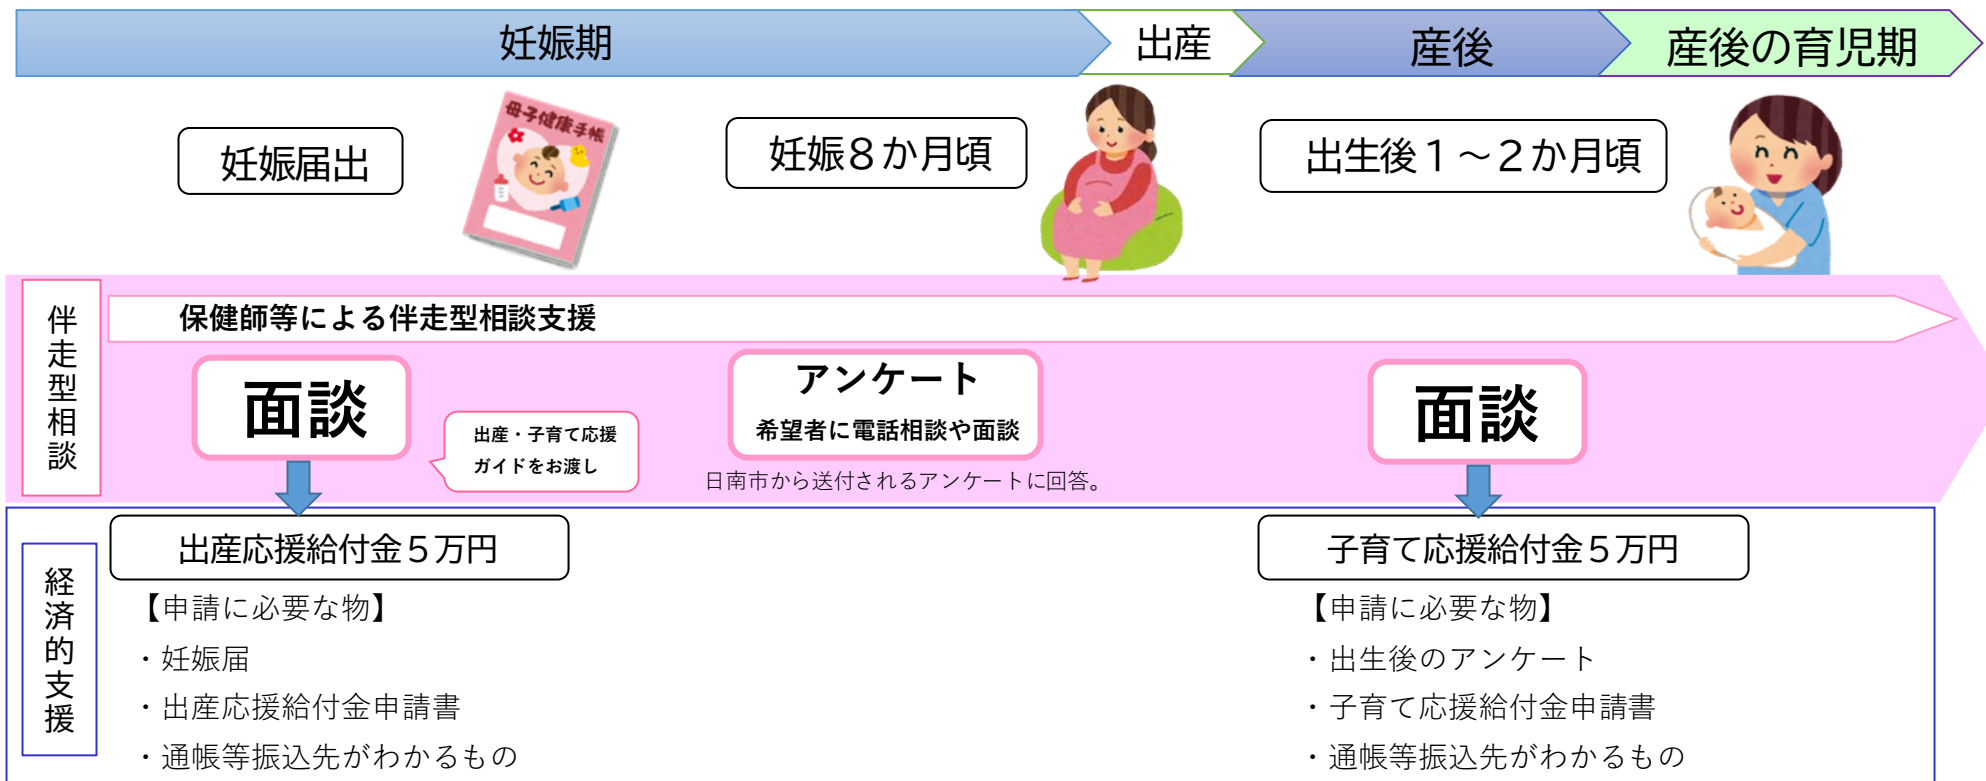 妊娠期
出産
産後
産後の育児期
妊娠届出
母子健康手帳
妊娠８か月頃
出生後１～２か月頃
伴走型相談
保健師等による伴走型相談支援
面談
出産・子育て応援
ガイドをお渡し
アンケート
希望者に電話相談や面談
日南市から送付されるアンケートに回答。
面談
経済的支援
出産応援給付金５万円
【申請に必要な物】
・妊娠届
・出産応援給付金申請書
・通帳等振込先がわかるもの
子育て応援給付金５万円
【申請に必要な物】
・出生後のアンケート
・子育て応援給付金申請書
・通帳等振込先がわかるもの